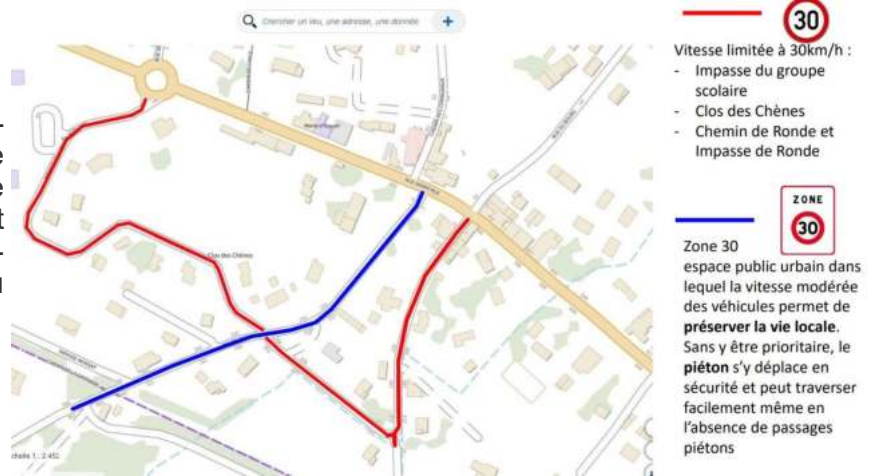 Chercher un lieu, une adresse, une donnée
30
Vitesse limitée à 30km/h :
- Impasse du groupe
scolaire
- Clos des Chènes
- Chemin de Ronde et
Impasse de Ronde
ZONE
30
Zone 30
espace public urbain dans
lequel la vitesse modérée
des véhicules permet de
préserver la vie locale.
Sans y être prioritaire, le
piéton s’y déplace en
sécurité et peut traverser
facilement même en
l’absence de passages
piétons
Clos des Chênes